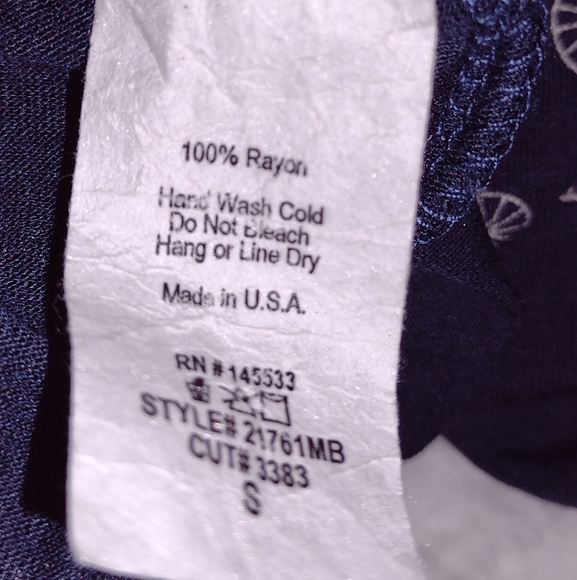 100% Rayon
Hand Wash Cold
Do Not Bleach
Hang or Line Dry
Made in U.S.A.
RN # 145533
STYLE# 21761MB
CUT# 3383
S